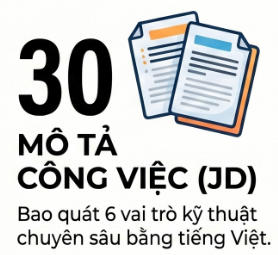 30
MÔ TẢ
CÔNG VIỆC (JD)
Bao quát 6 vai trò kỹ thuật
chuyên sâu bằng tiếng Việt.